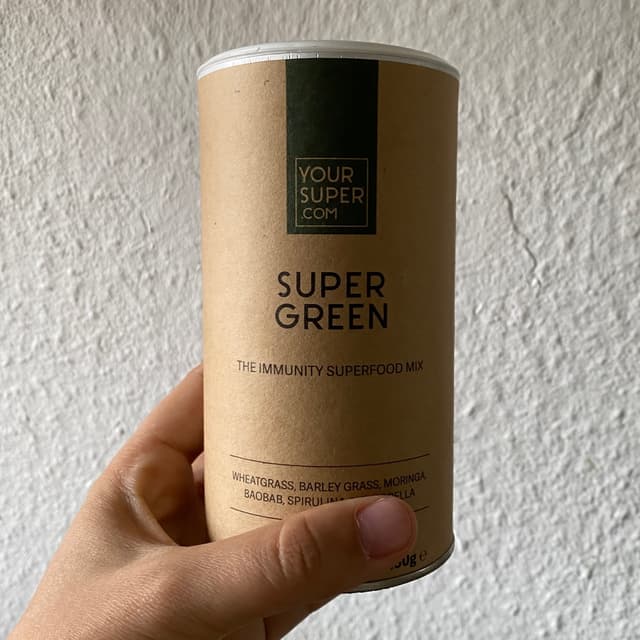 YOUR
SUPER
.COM
SUPER
GREEN
THE IMMUNITY SUPERFOOD MIX
WHEATGRASS, BARLEY GRASS, MORINGA,
BAOBAB,